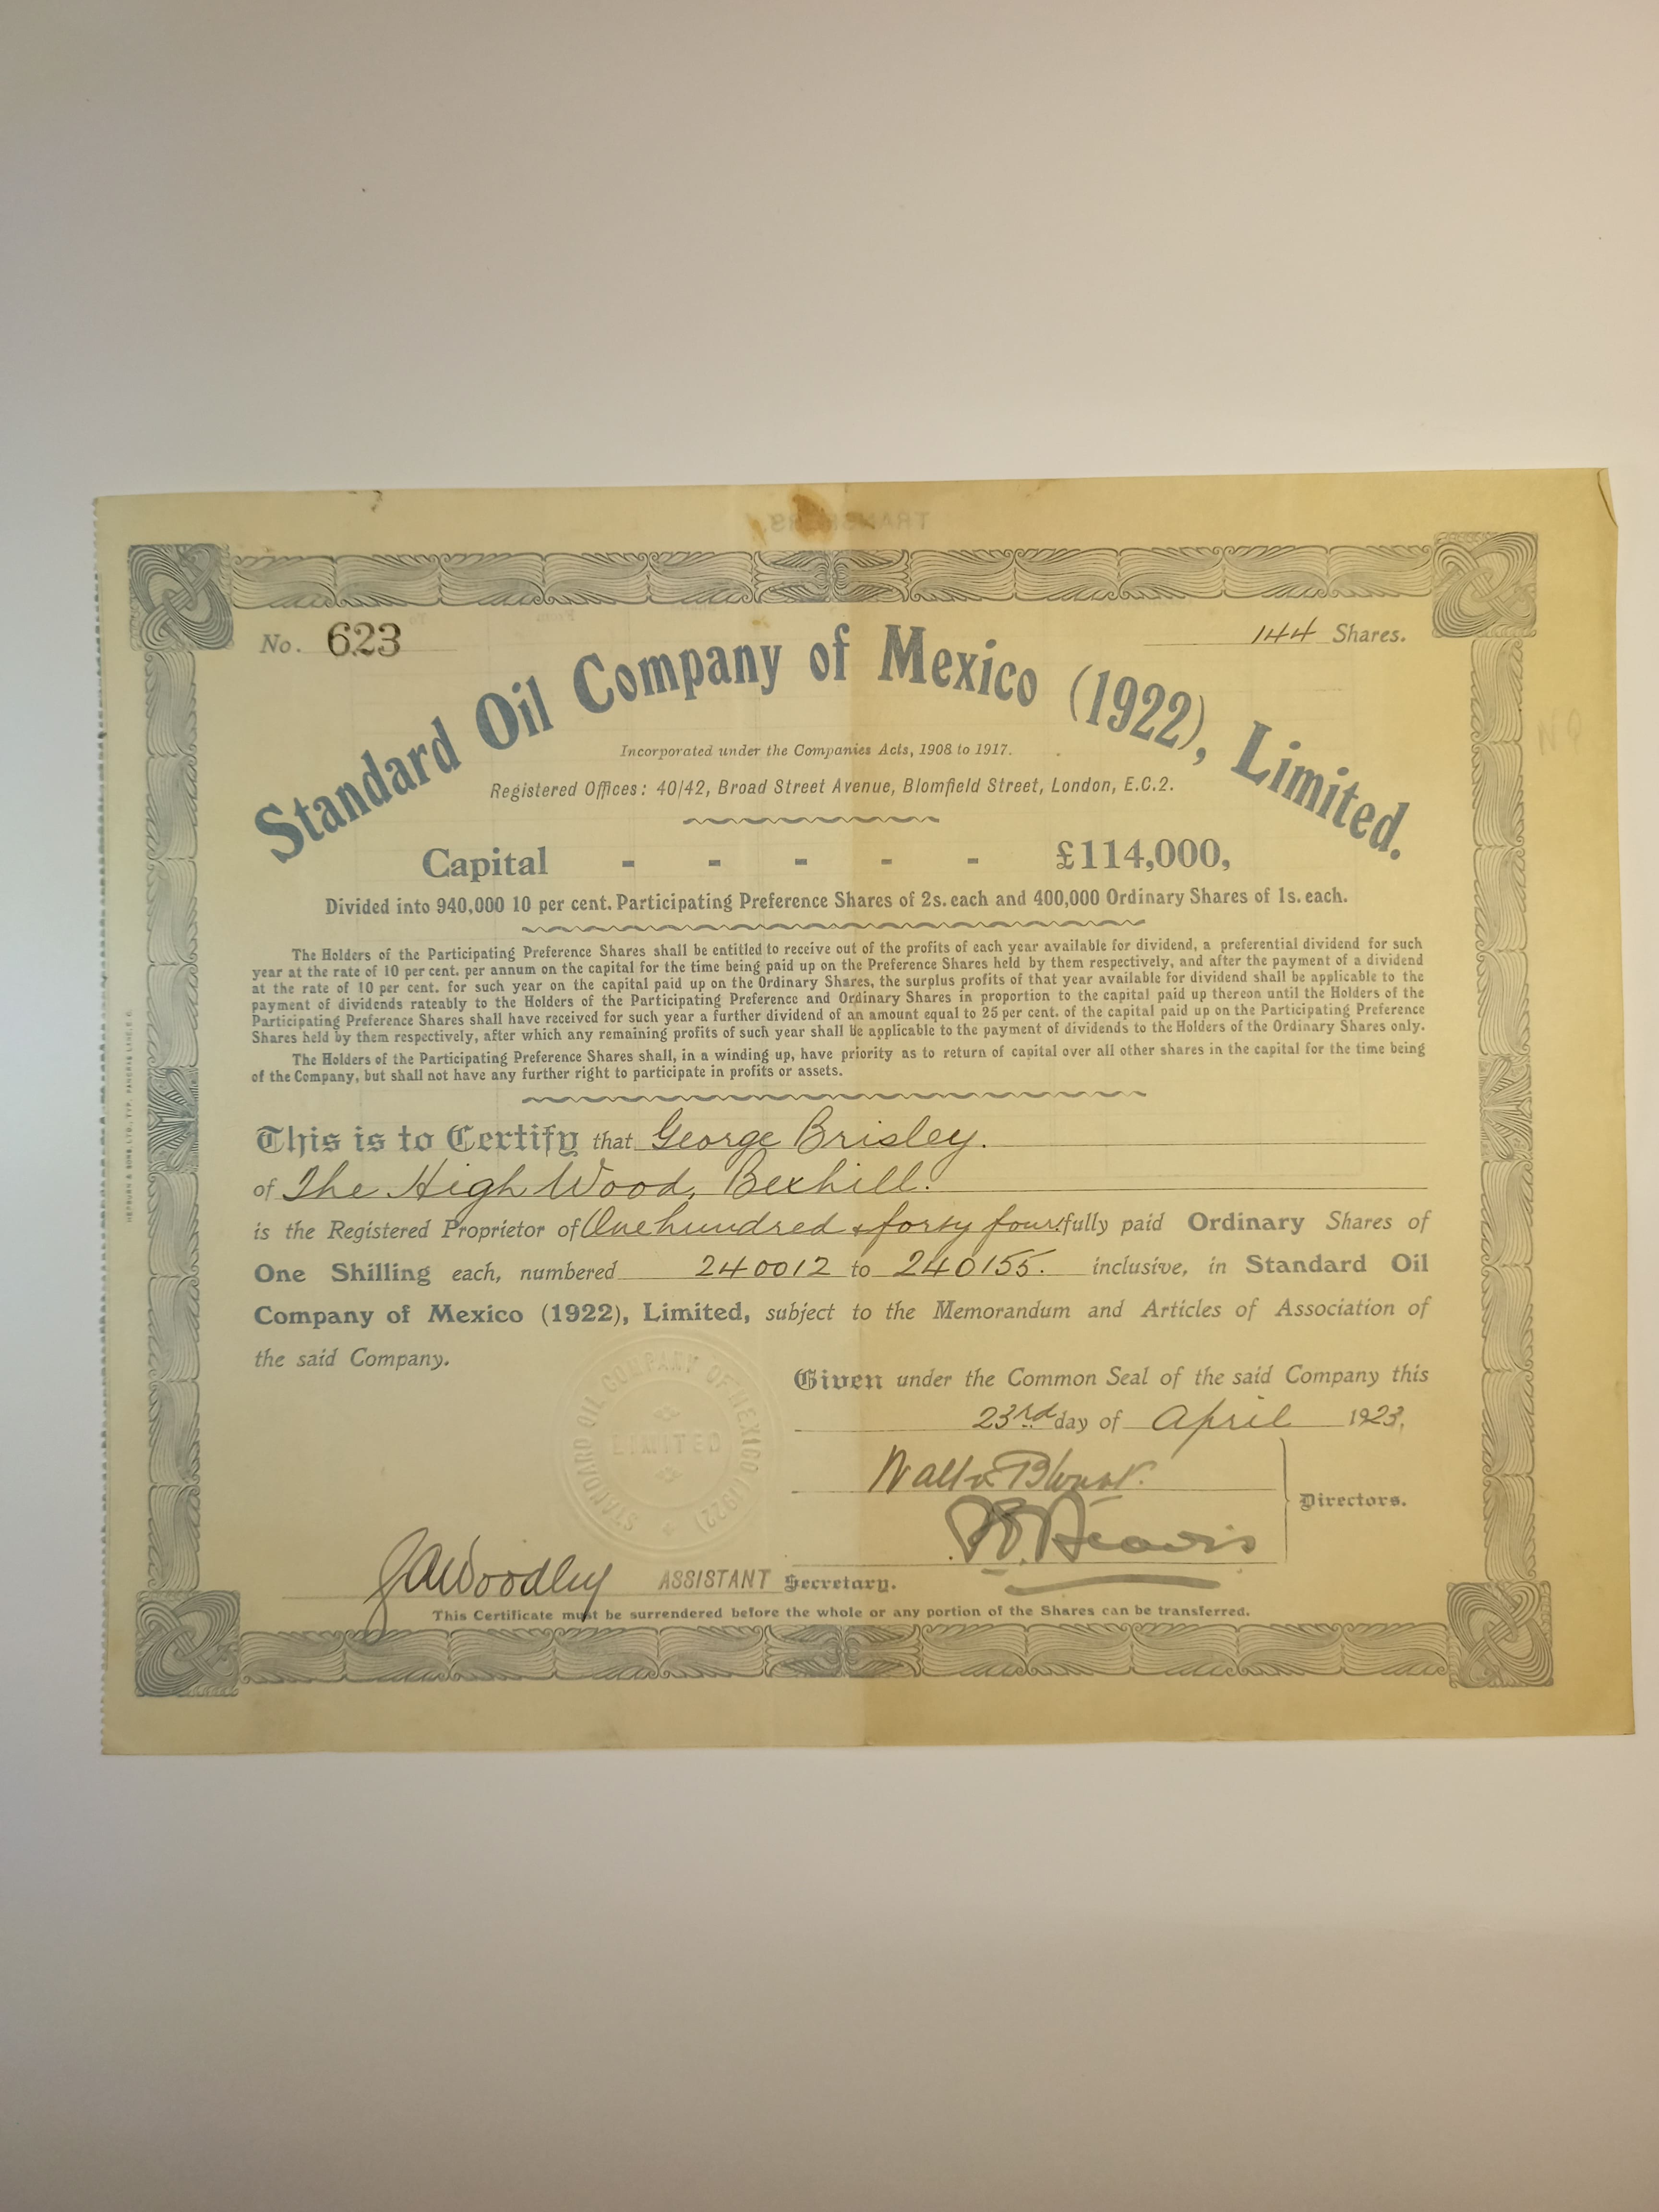 TRANSFERS.
No. 623
144 Shares.
Standard Oil Company of Mexico (1922), Limited.
Incorporated under the Companies Acts, 1908 to 1917.
Registered Offices: 40/42, Broad Street Avenue, Blomfield Street, London, E.C.2.
Capital - - - - - £114,000,
Divided into 940,000 10 per cent. Participating Preference Shares of 2s. each and 400,000 Ordinary Shares of 1s. each.
The Holders of the Participating Preference Shares shall be entitled to receive out of the profits of each year available for dividend, a preferential dividend for such
year at the rate of 10 per cent. per annum on the capital for the time being paid up on the Preference Shares held by them respectively, and after the payment of a dividend
at the rate of 10 per cent. for such year on the capital paid up on the Ordinary Shares, the surplus profits of that year available for dividend shall be applicable to the
payment of dividends rateably to the Holders of the Participating Preference and Ordinary Shares in proportion to the capital paid up thereon until the Holders of the
Participating Preference Shares shall have received for such year a further dividend of an amount equal to 25 per cent. of the capital paid up on the Participating Preference
Shares held by them respectively, after which any remaining profits of such year shall be applicable to the payment of dividends to the Holders of the Ordinary Shares only.
The Holders of the Participating Preference Shares shall, in a winding up, have priority as to return of capital over all other shares in the capital for the time being
of the Company, but shall not have any further right to participate in profits or assets.
This is to Certify that George Brisley.
of The High Wood, Bexhill.
is the Registered Proprietor of One hundred & forty four fully paid Ordinary Shares of
One Shilling each, numbered 240012 to 240155. inclusive, in Standard Oil
Company of Mexico (1922), Limited, subject to the Memorandum and Articles of Association of
the said Company.
Given under the Common Seal of the said Company this
23rd day of April 1923.
Directors.
STANDARD OIL COMPANY OF MEXICO (1922)
LIMITED
J A Woodley ASSISTANT Secretary.
This Certificate must be surrendered before the whole or any portion of the Shares can be transferred.